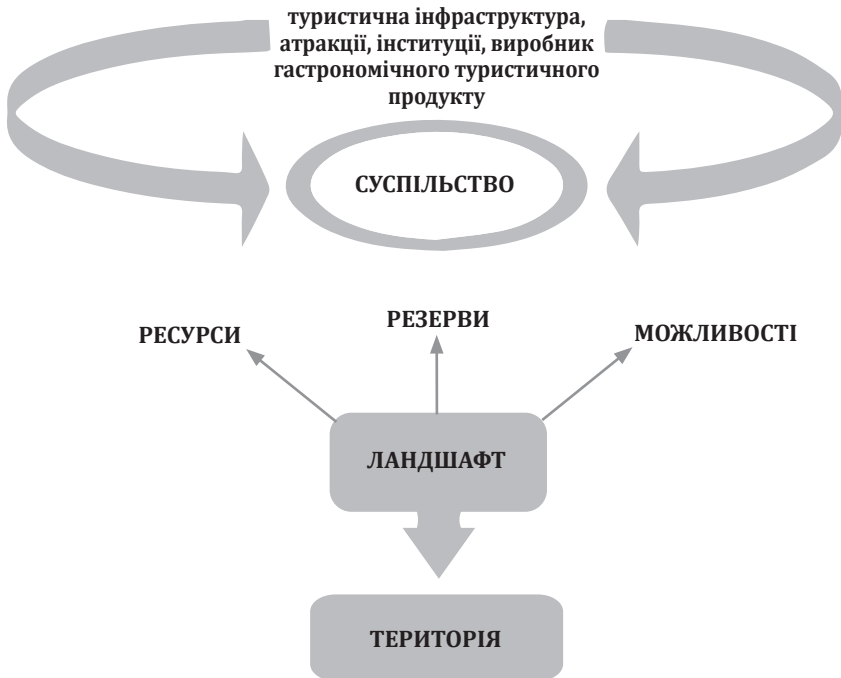 туристична інфраструктура,
атракції, інституції, виробник
гастрономічного туристичного
продукту
СУСПІЛЬСТВО
РЕСУРСИ
РЕЗЕРВИ
МОЖЛИВОСТІ
ЛАНДШАФТ
ТЕРИТОРІЯ